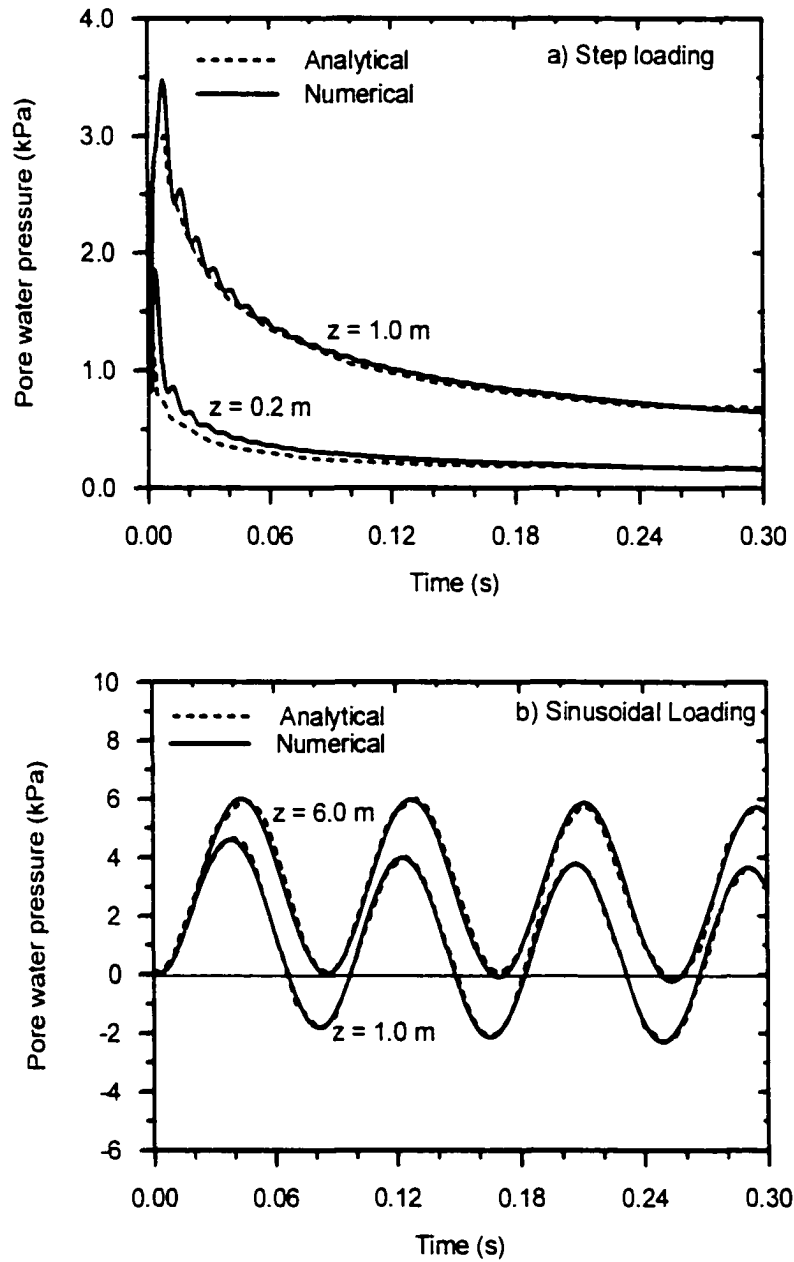 4.0
Analytical
a) Step loading
Numerical
3.0
Pore water pressure (kPa)
2.0
z = 1.0 m
1.0
z = 0.2 m
0.0
0.00 0.06 0.12 0.18 0.24 0.30
Time (s)
10
Analytical
b) Sinusoidal Loading
8
Numerical
6
z = 6.0 m
4
Pore water pressure (kPa)
2
0
-2
z = 1.0 m
-4
-6
0.00 0.06 0.12 0.18 0.24 0.30
Time (s)